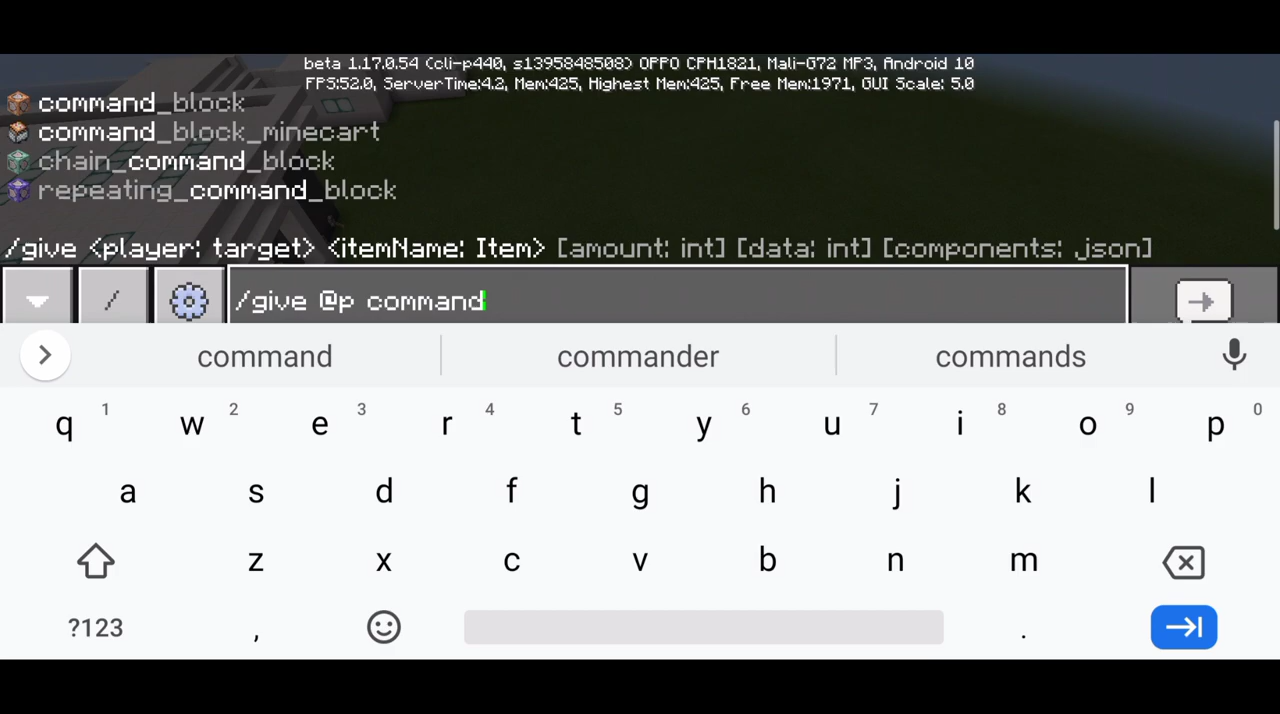 beta 1.17.0.54 (cli-p440, s1395848508) OPPO CPH1821, Mali-G72 MP3, Android 10
FPS:52.0, ServerTime:4.2, Mem:425, Highest Mem:425, Free Mem:1971, GUI Scale: 5.0
command_block
command_block_minecart
chain_command_block
repeating_command_block
/give <player: target> <itemName: Item> [amount: int] [data: int] [components: .json]
/ /give @p command
command commander commands
q 1 w 2 e 3 r 4 t 5 y 6 u 7 i 8 o 9 p 0
a s d f g h j k l
z x c v b n m
?123 , .